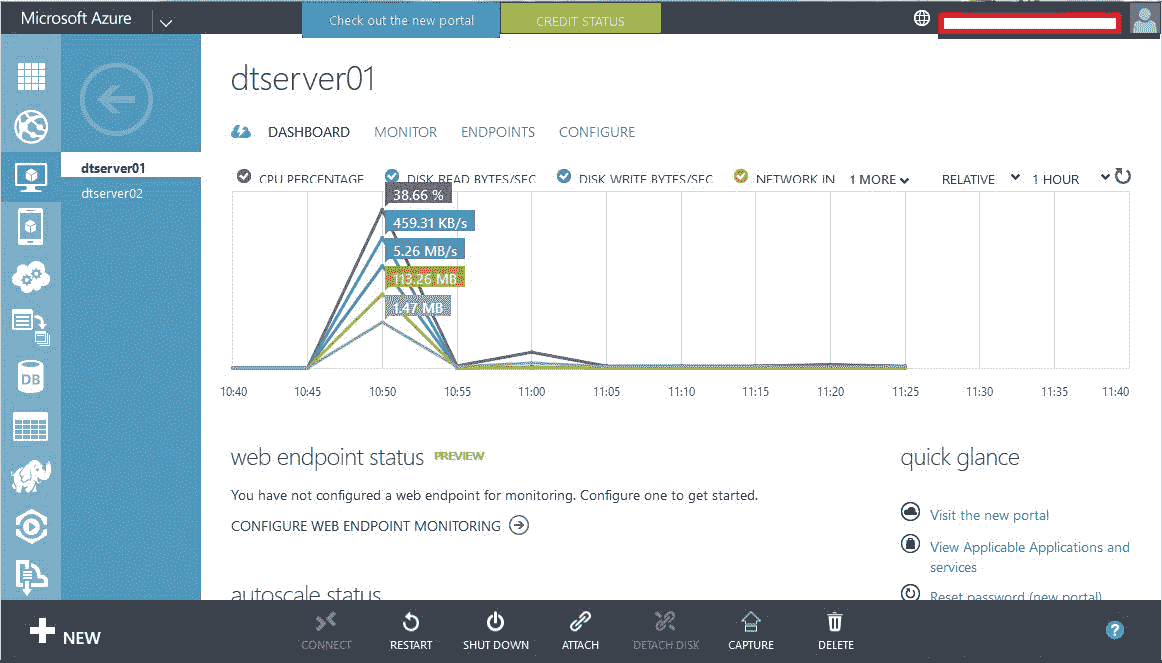 Microsoft Azure
Check out the new portal
CREDIT STATUS
dtserver01
dtserver02
dtserver01
DASHBOARD MONITOR ENDPOINTS CONFIGURE
CPU PERCENTAGE DISK READ BYTES/SEC DISK WRITE BYTES/SEC NETWORK IN 1 MORE RELATIVE 1 HOUR
38.66 %
459.31 KB/s
5.26 MB/s
113.26 MB
1.47 MB
10:40 10:45 10:50 10:55 11:00 11:05 11:10 11:15 11:20 11:25 11:30 11:35 11:40
web endpoint status PREVIEW
You have not configured a web endpoint for monitoring. Configure one to get started.
CONFIGURE WEB ENDPOINT MONITORING
autoscale status
quick glance
Visit the new portal
View Applicable Applications and
services
Reset password (new portal)
DB
NEW
CONNECT RESTART SHUT DOWN ATTACH DETACH DISK CAPTURE DELETE
?